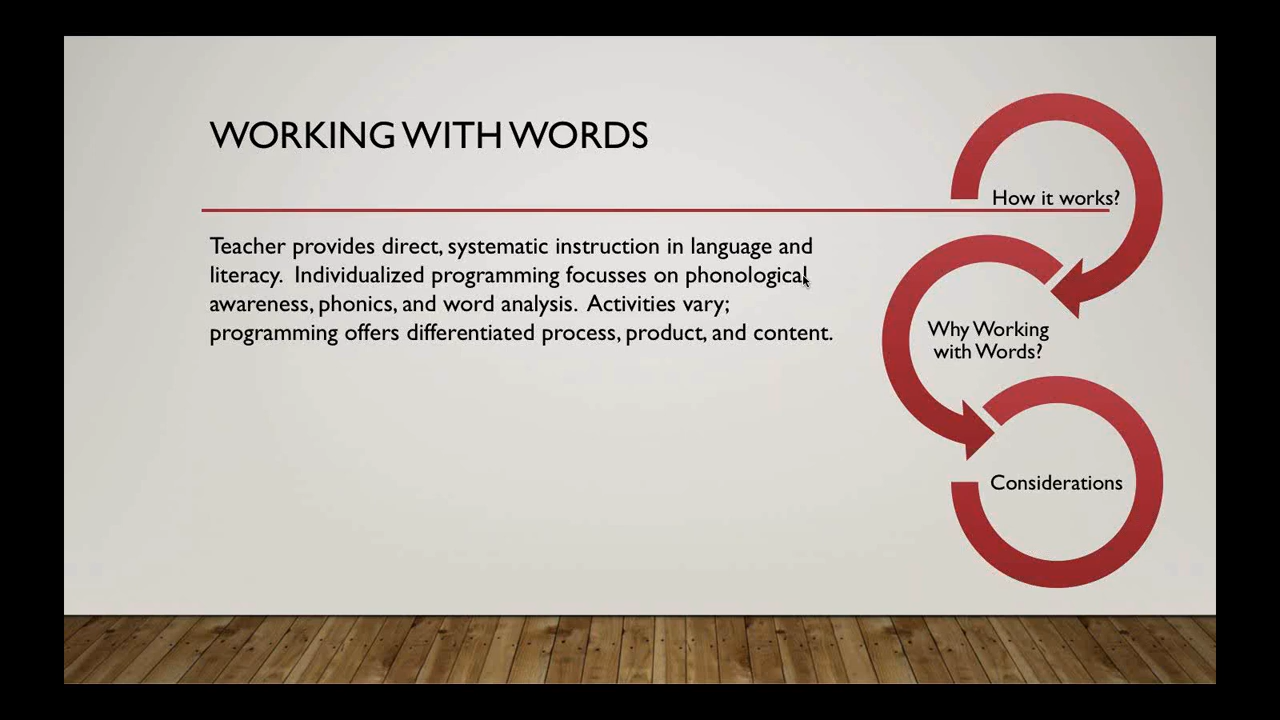 WORKING WITH WORDS
Teacher provides direct, systematic instruction in language and
literacy.  Individualized programming focusses on phonological
awareness, phonics, and word analysis.  Activities vary;
programming offers differentiated process, product, and content.
How it works?
Why Working
with Words?
Considerations